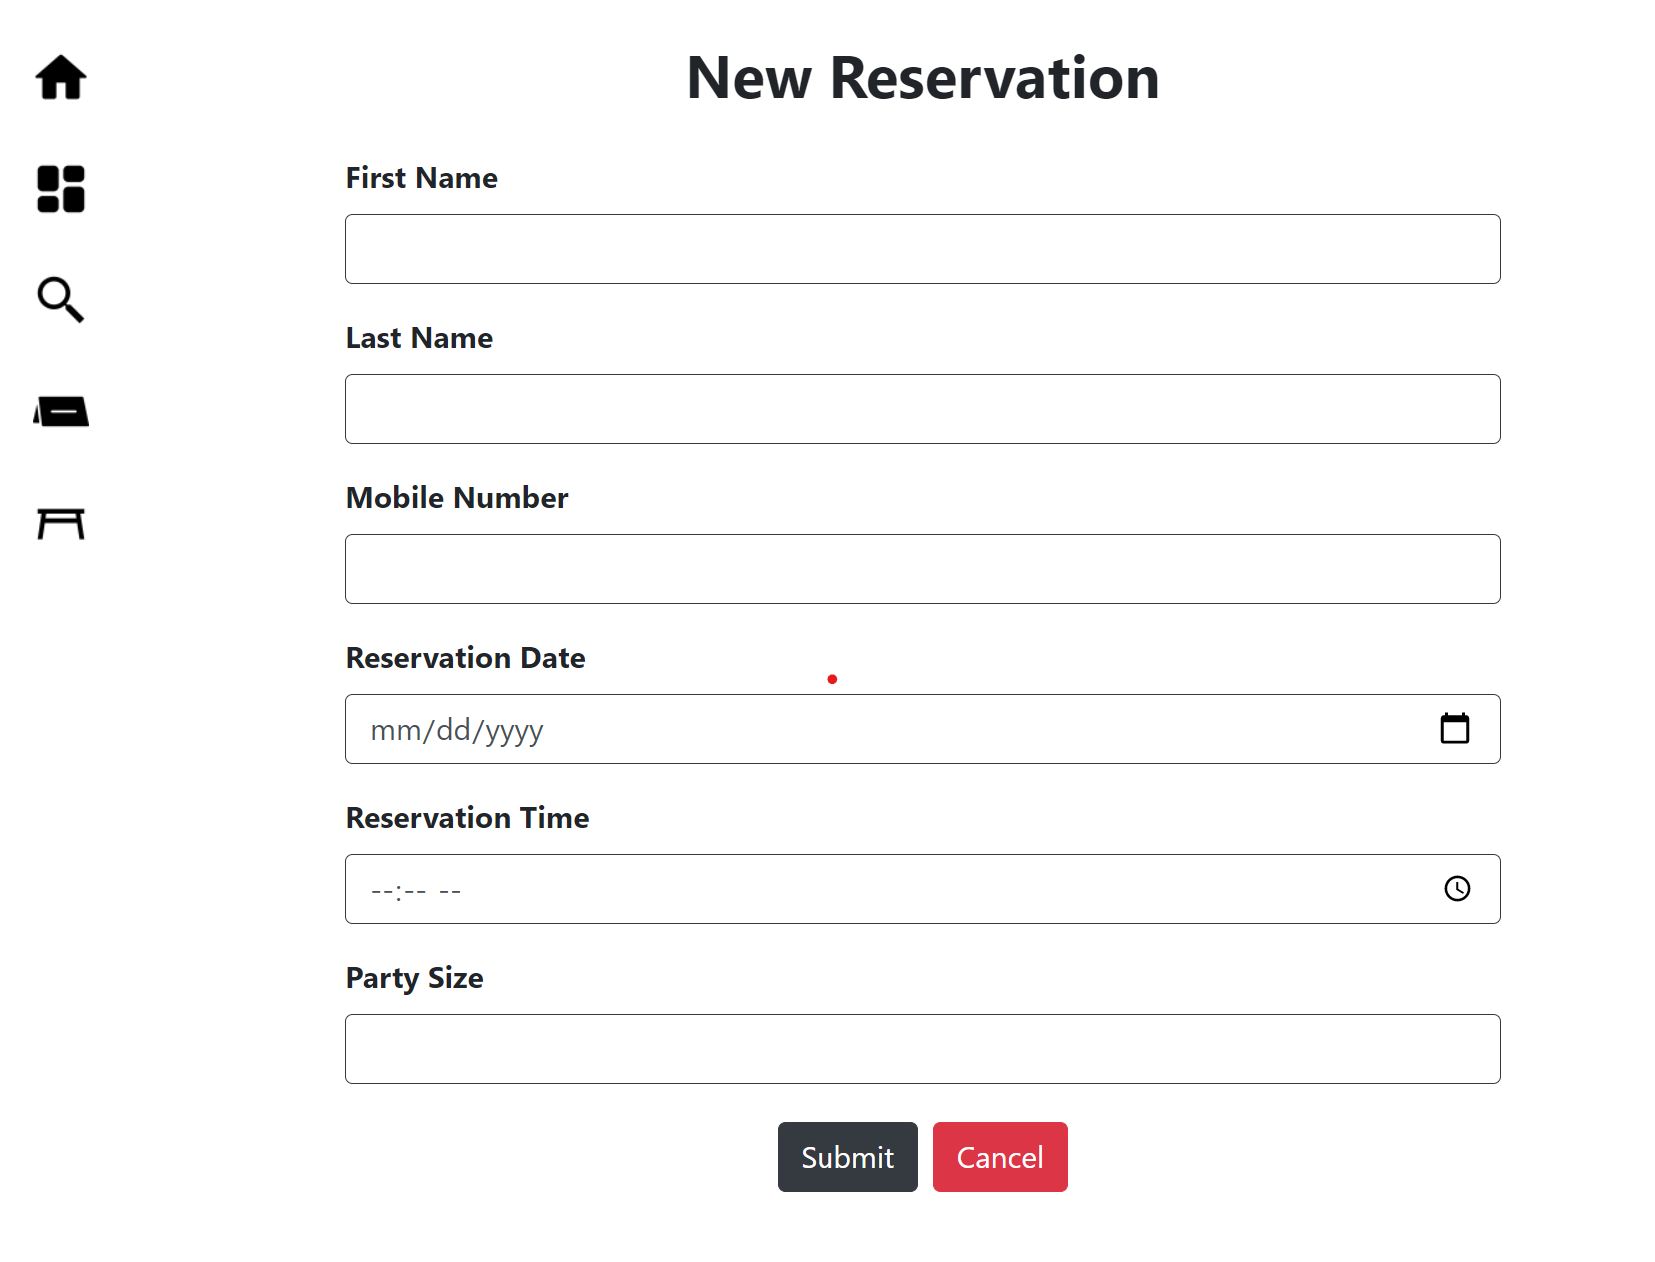 New Reservation
First Name
Last Name
Mobile Number
Reservation Date
mm/dd/yyyy
Reservation Time
--:-- --
Party Size
Submit Cancel